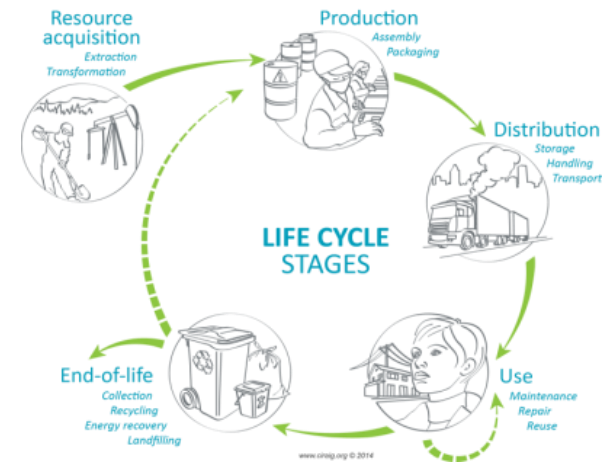 Resource
acquisition
Extraction
Transformation
Production
Assembly
Packaging
Distribution
Storage
Handling
Transport
LIFE CYCLE
STAGES
End-of-life
Collection
Recycling
Energy recovery
Landfilling
Use
Maintenance
Repair
Reuse
www.ciraig.org © 2014